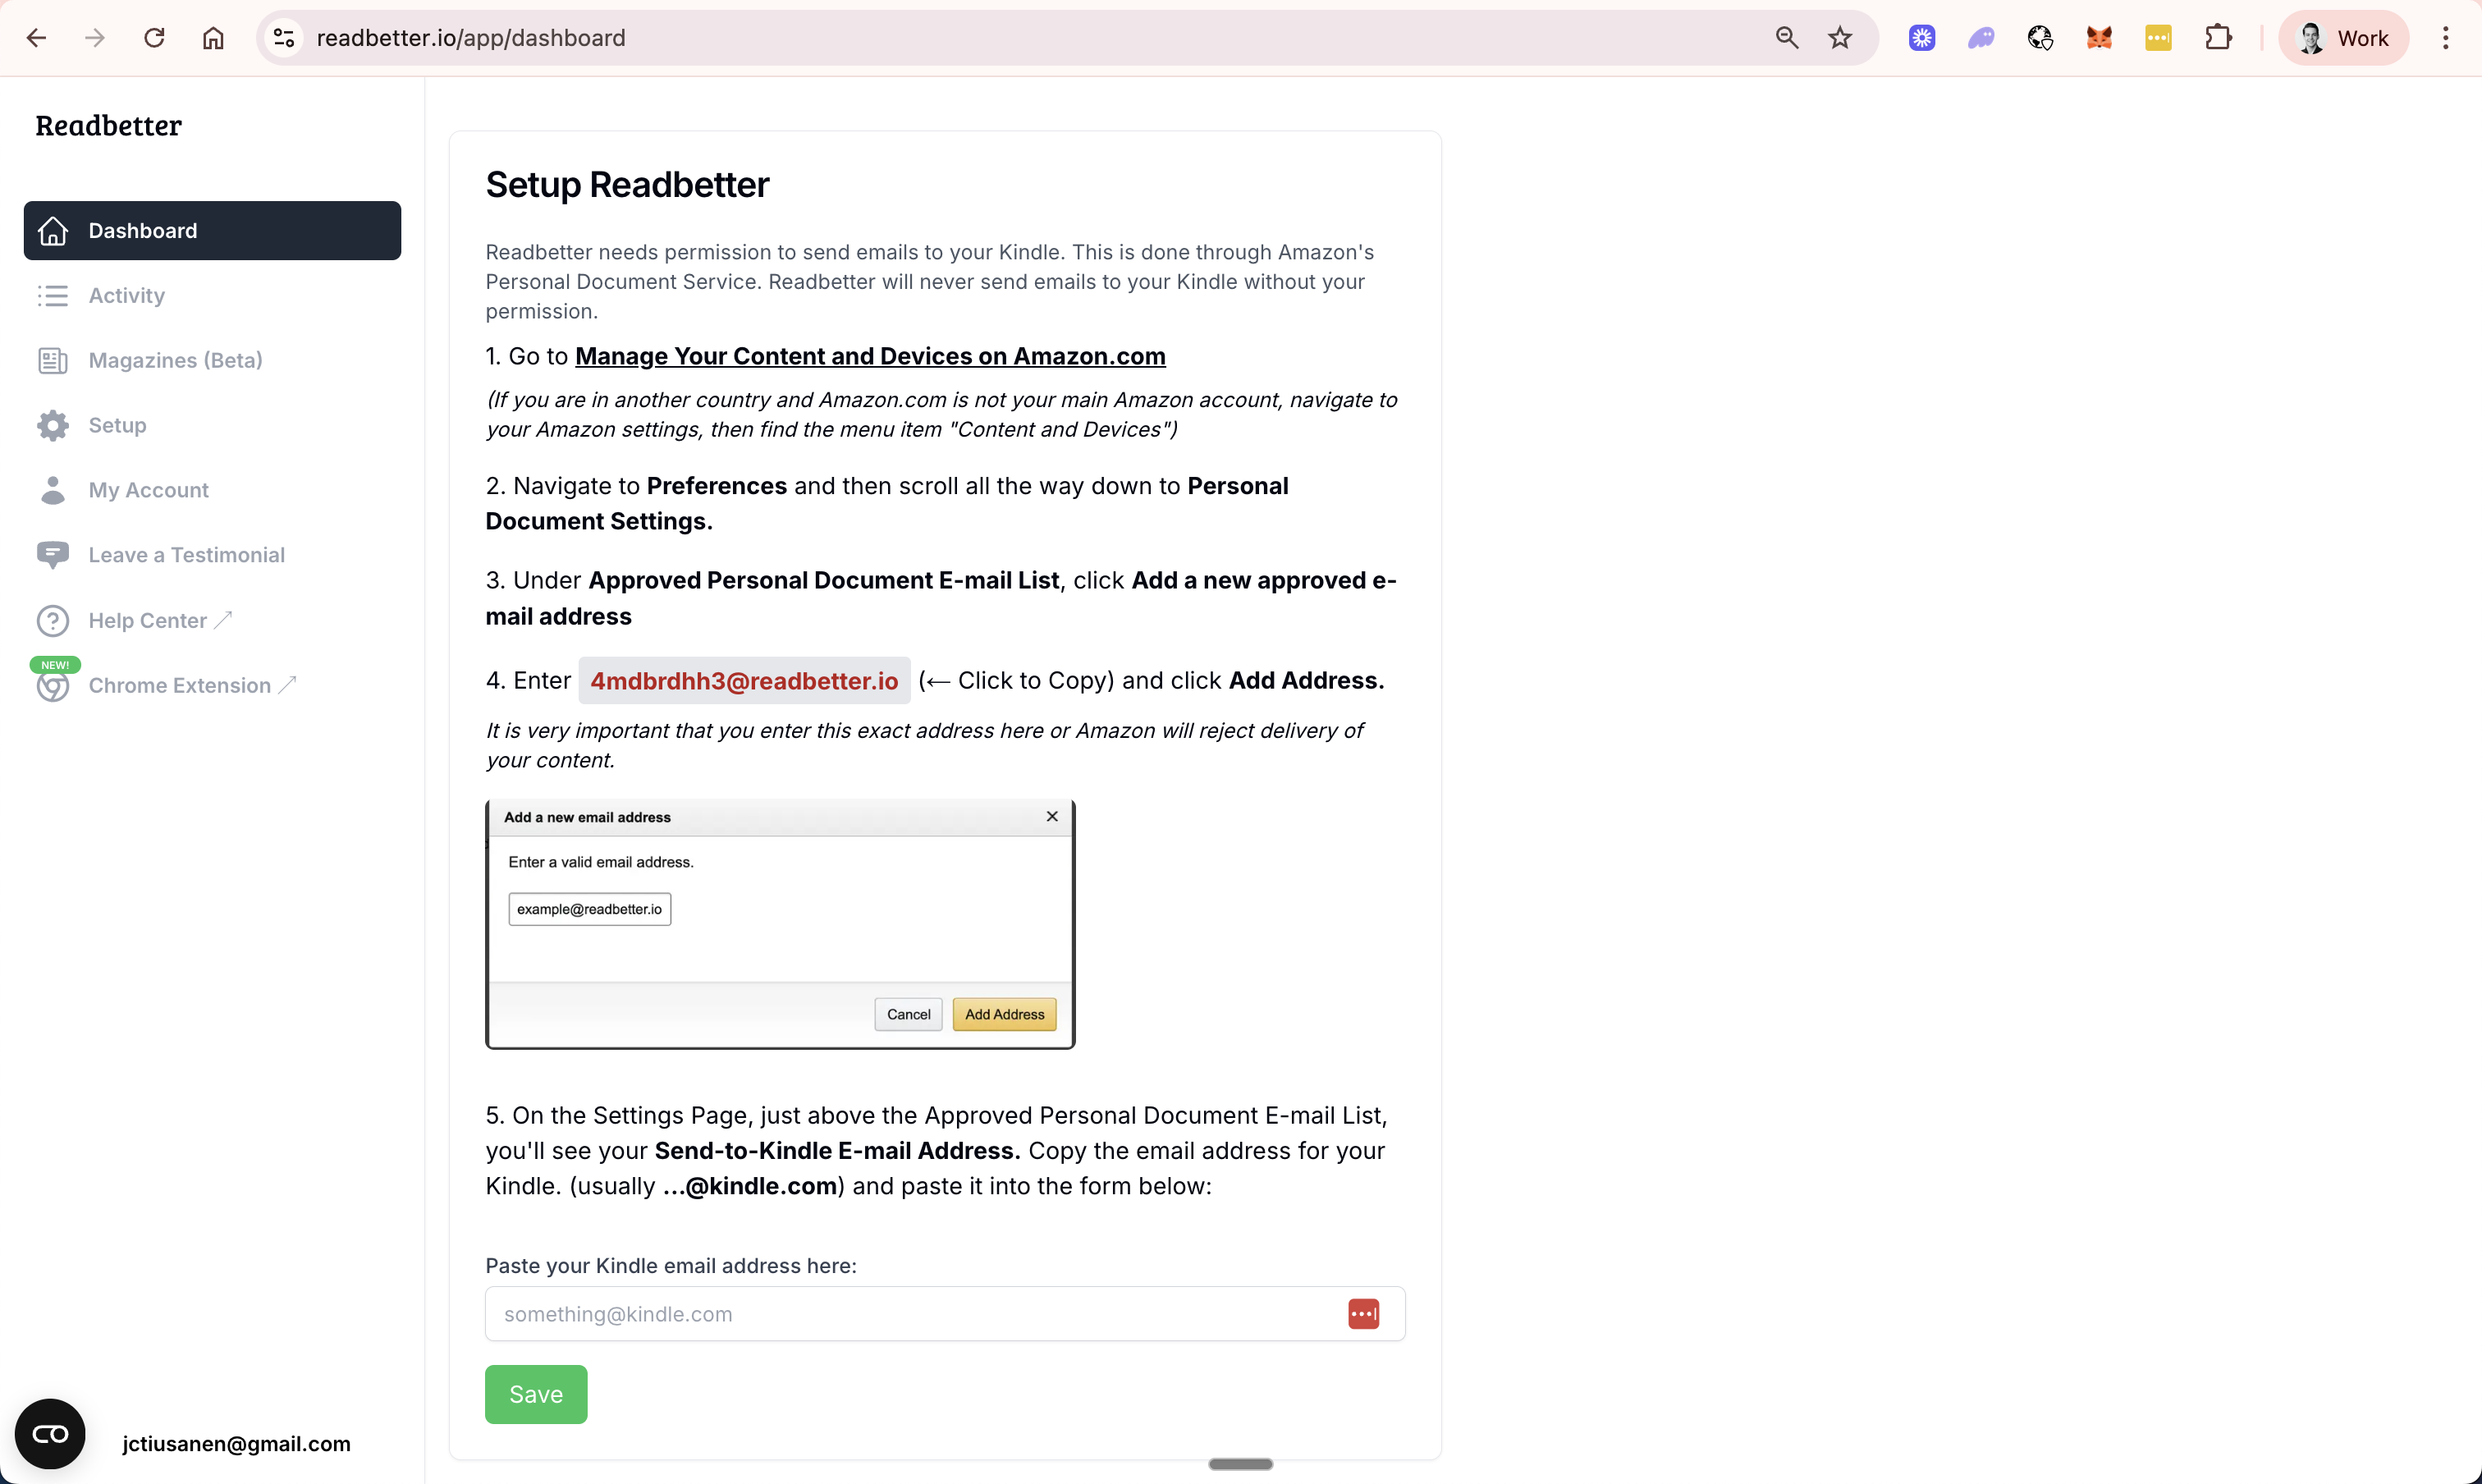 readbetter.io/app/dashboard
Work
Readbetter
Dashboard
Activity
Magazines (Beta)
Setup
My Account
Leave a Testimonial
Help Center ↗
NEW!
Chrome Extension ↗
jctiusanen@gmail.com
Setup Readbetter
Readbetter needs permission to send emails to your Kindle. This is done through Amazon's
Personal Document Service. Readbetter will never send emails to your Kindle without your
permission.
1. Go to Manage Your Content and Devices on Amazon.com
(If you are in another country and Amazon.com is not your main Amazon account, navigate to
your Amazon settings, then find the menu item "Content and Devices")
2. Navigate to Preferences and then scroll all the way down to Personal
Document Settings.
3. Under Approved Personal Document E-mail List, click Add a new approved e-
mail address
4. Enter 4mdbrdhh3@readbetter.io (← Click to Copy) and click Add Address.
It is very important that you enter this exact address here or Amazon will reject delivery of
your content.
Add a new email address
Enter a valid email address.
example@readbetter.io
Cancel Add Address
5. On the Settings Page, just above the Approved Personal Document E-mail List,
you'll see your Send-to-Kindle E-mail Address. Copy the email address for your
Kindle. (usually ...@kindle.com) and paste it into the form below:
Paste your Kindle email address here:
something@kindle.com
Save